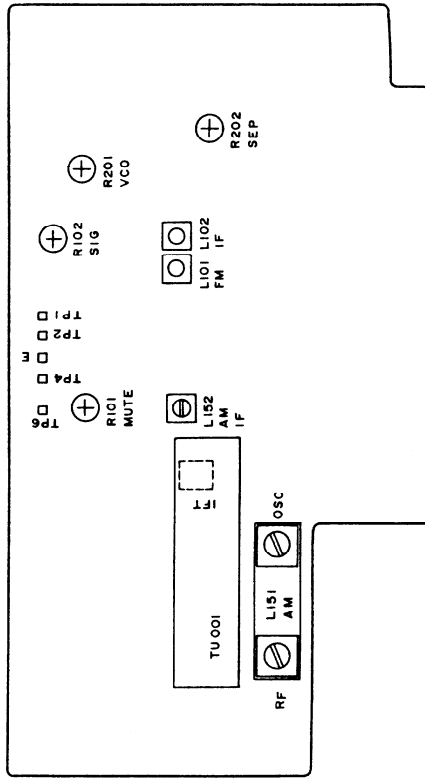 R202
SEP
R201
VCO
R102
SIG
L102
IF
L101
FM
TP1
TP2
E
TP4
TP6
R101
MUTE
L152
AM
IF
IFT
OSC
TU001
L151
AM
RF